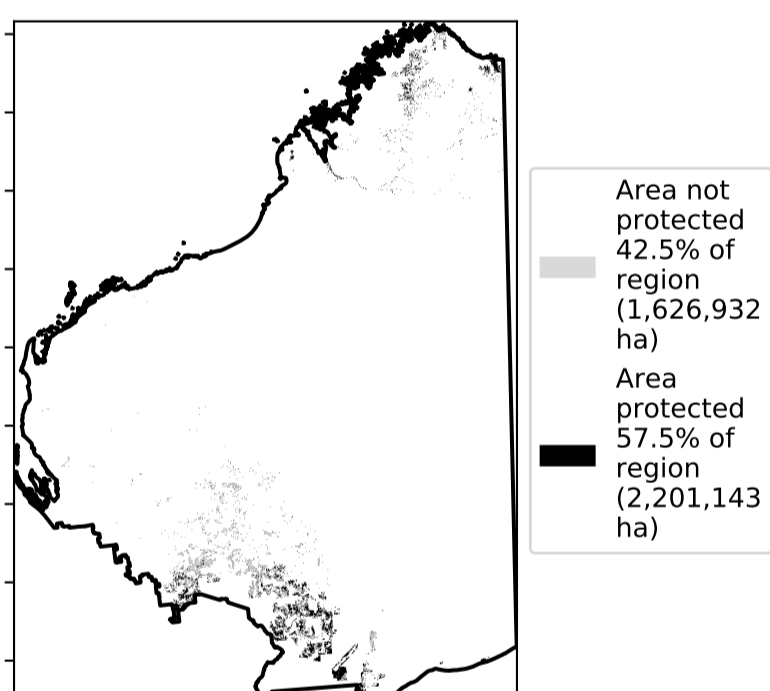 Area not
protected
42.5% of
region
(1,626,932
ha)
Area
protected
57.5% of
region
(2,201,143
ha)